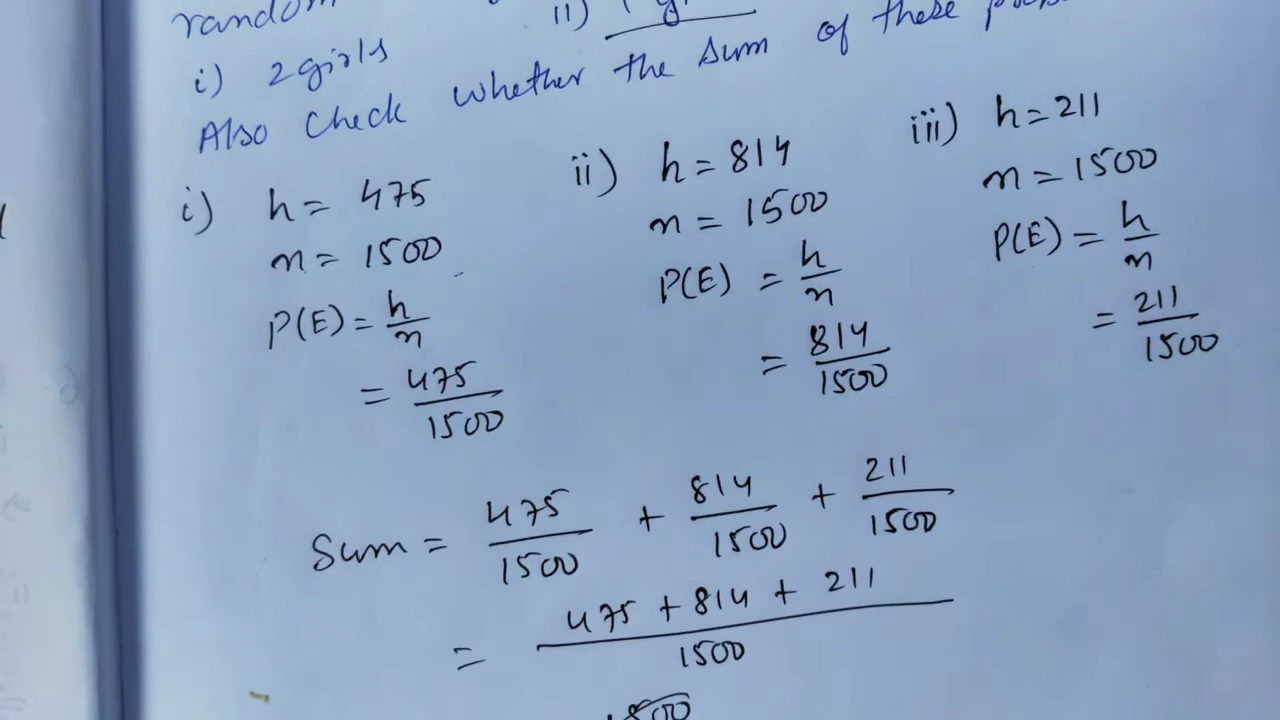 random ii) 1
i) 2 girls
Also check whether the sum of these
i) h = 475
n = 1500
P(E) = h/n
= 475/1500
ii) h = 814
n = 1500
P(E) = h/n
= 814/1500
iii) h = 211
n = 1500
P(E) = h/n
= 211/1500
Sum = 475/1500 + 814/1500 + 211/1500
= 475 + 814 + 211/1500